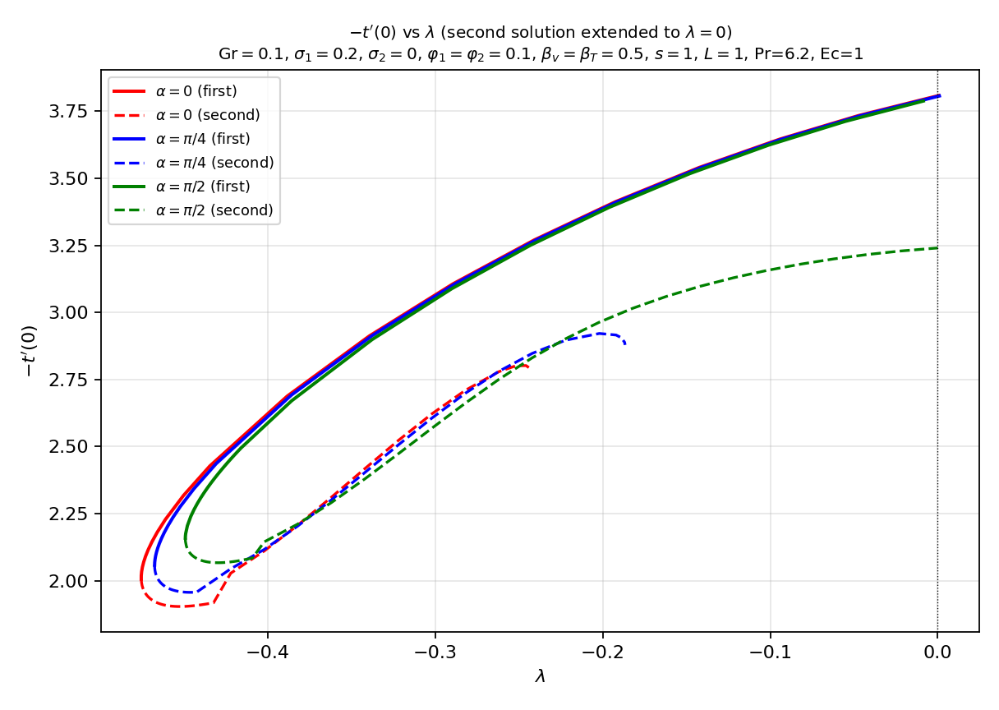 −t′(0) vs λ (second solution extended to λ = 0)
Gr = 0.1, σ₁ = 0.2, σ₂ = 0, φ₁ = φ₂ = 0.1, βᵥ = β_T = 0.5, s = 1, L = 1, Pr=6.2, Ec=1
α = 0 (first)
α = 0 (second)
α = π/4 (first)
α = π/4 (second)
α = π/2 (first)
α = π/2 (second)
3.75
3.50
3.25
3.00
2.75
2.50
2.25
2.00
−t′(0)
−0.4
−0.3
−0.2
−0.1
0.0
λ